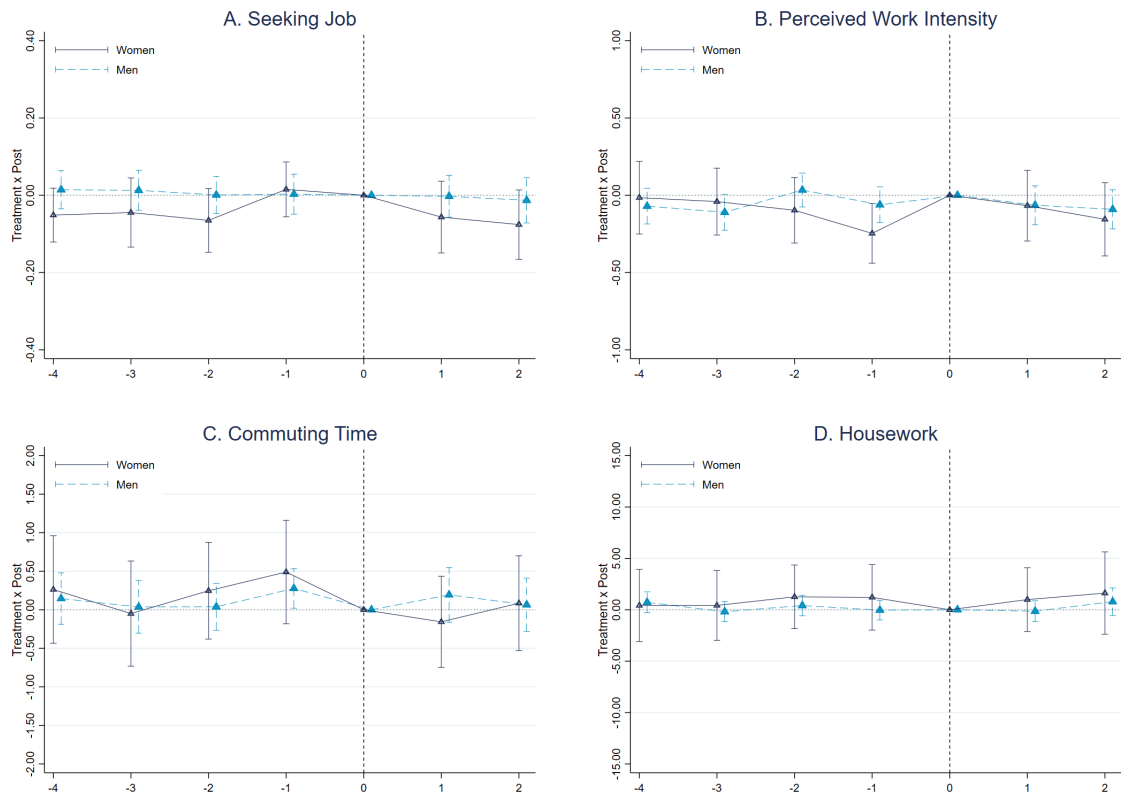 A. Seeking Job
Women
Men
Treatment x Post
0.40
0.20
0.00
-0.20
-0.40
-4 -3 -2 -1 0 1 2
B. Perceived Work Intensity
Women
Men
Treatment x Post
1.00
0.50
0.00
-0.50
-1.00
-4 -3 -2 -1 0 1 2
C. Commuting Time
Women
Men
Treatment x Post
2.00
1.50
1.00
0.50
0.00
-0.50
-1.00
-1.50
-2.00
-4 -3 -2 -1 0 1 2
D. Housework
Women
Men
Treatment x Post
15.00
10.00
5.00
0.00
-5.00
-10.00
-15.00
-4 -3 -2 -1 0 1 2